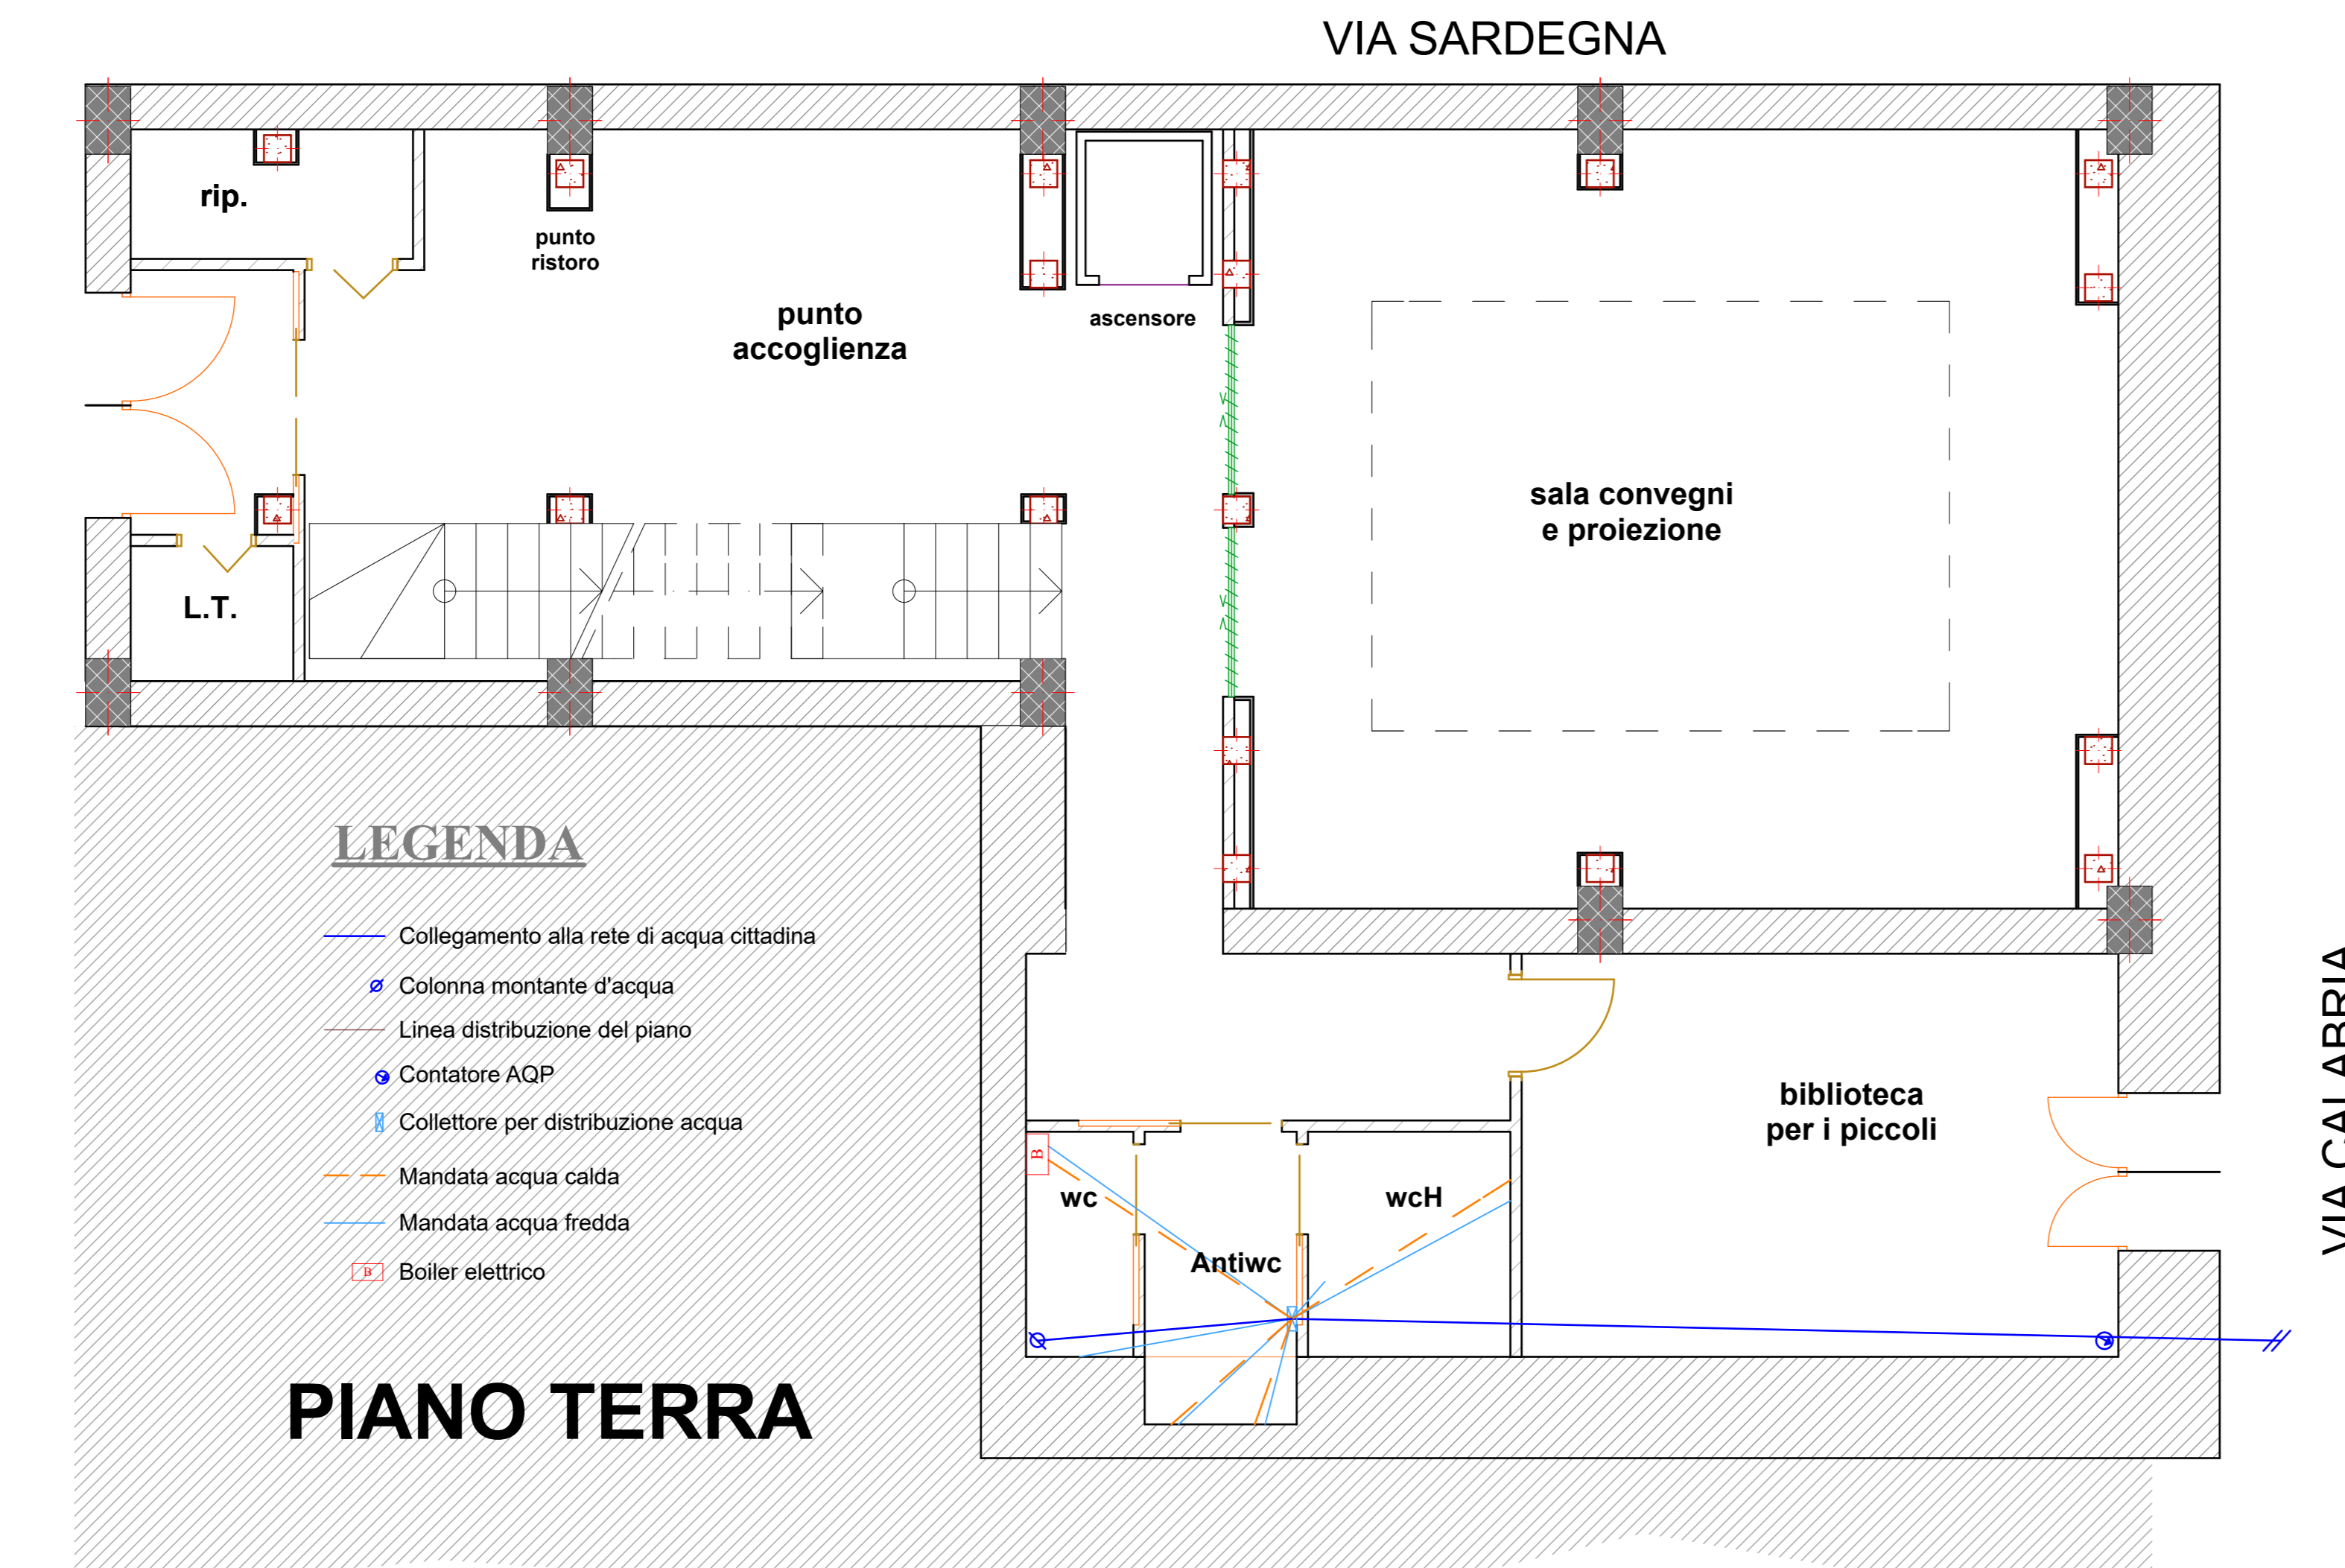 VIA SARDEGNA
rip.
punto
ristoro
punto
accoglienza
ascensore
sala convegni
e proiezione
L.T.
LEGENDA
Collegamento alla rete di acqua cittadina
Colonna montante d'acqua
Linea distribuzione del piano
Contatore AQP
Collettore per distribuzione acqua
Mandata acqua calda
Mandata acqua fredda
B
Boiler elettrico
biblioteca
per i piccoli
VIA CALABRIA
B
wc
wcH
Antiwc
PIANO TERRA